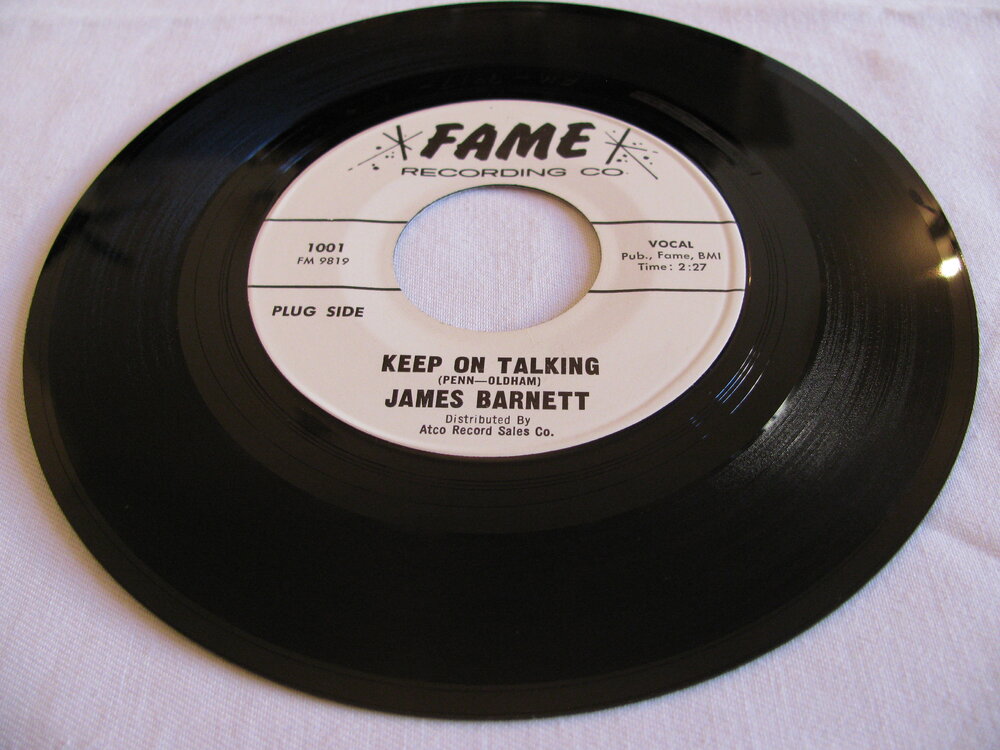 FAME
RECORDING CO.
1001
FM 9819
VOCAL
Pub., Fame, BMI
Time: 2:27
PLUG SIDE
KEEP ON TALKING
(PENN—OLDHAM)
JAMES BARNETT
Distributed By
Atco Record Sales Co.